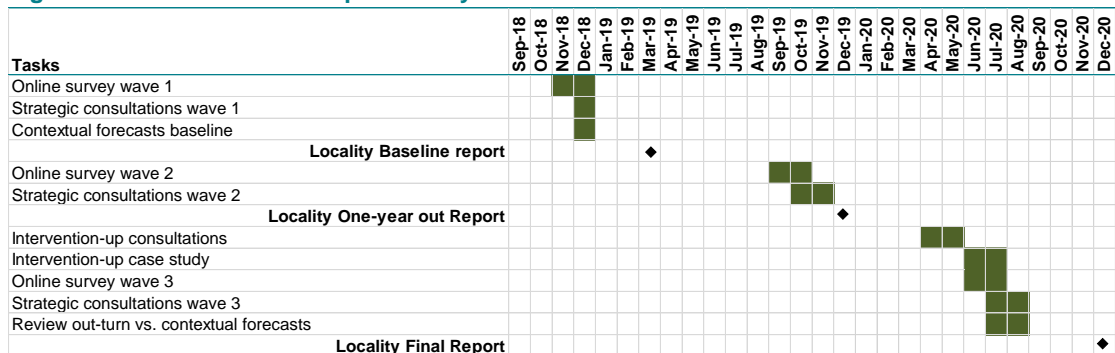 Tasks Sep-18 Oct-18 Nov-18 Dec-18 Jan-19 Feb-19 Mar-19 Apr-19 May-19 Jun-19 Jul-19 Aug-19 Sep-19 Oct-19 Nov-19 Dec-19 Jan-20 Feb-20 Mar-20 Apr-20 May-20 Jun-20 Jul-20 Aug-20 Sep-20 Oct-20 Nov-20 Dec-20
Online survey wave 1
Strategic consultations wave 1
Contextual forecasts baseline
Locality Baseline report
Online survey wave 2
Strategic consultations wave 2
Locality One-year out Report
Intervention-up consultations
Intervention-up case study
Online survey wave 3
Strategic consultations wave 3
Review out-turn vs. contextual forecasts
Locality Final Report